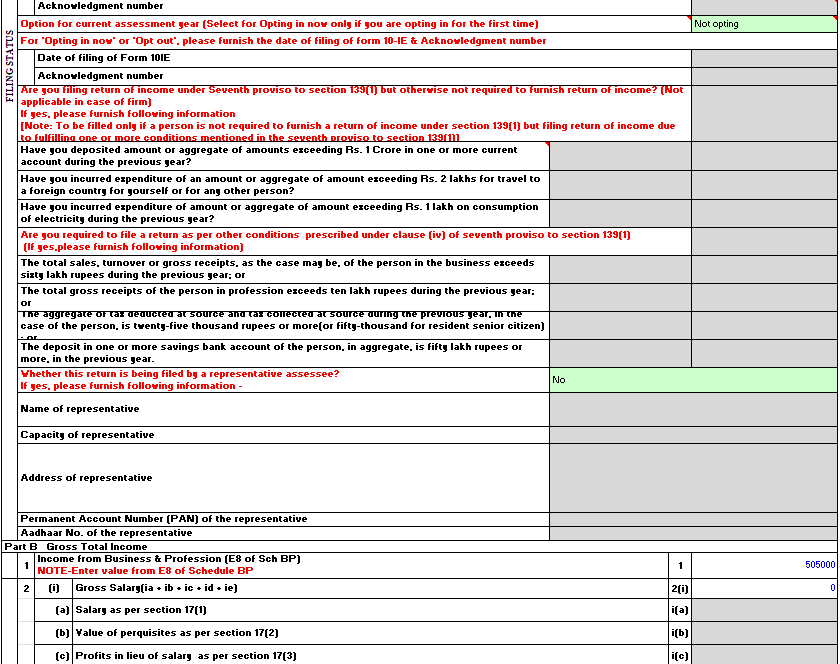 Acknowledgment number
Option for current assessment year (Select for Opting in now only if you are opting in for the first time)
Not opting
For 'Opting in now' or 'Opt out', please furnish the date of filing of form 10-IE & Acknowledgment number
FILING STATUS
Date of filing of Form 10IE
Acknowledgment number
Are you filing return of income under Seventh proviso to section 139(1) but otherwise not required to furnish return of income? (Not
applicable in case of firm)
If yes, please furnish following information
[Note: To be filled only if a person is not required to furnish a return of income under section 139(1) but filing return of income due
to fulfilling one or more conditions mentioned in the seventh proviso to section 139(1)]
Have you deposited amount or aggregate of amounts exceeding Rs. 1 Crore in one or more current
account during the previous year?
Have you incurred expenditure of an amount or aggregate of amount exceeding Rs. 2 lakhs for travel to
a foreign country for yourself or for any other person?
Have you incurred expenditure of amount or aggregate of amount exceeding Rs. 1 lakh on consumption
of electricity during the previous year?
Are you required to file a return as per other conditions prescribed under clause (iv) of seventh proviso to section 139(1)
(If yes,please furnish following information)
The total sales, turnover or gross receipts, as the case may be, of the person in the business exceeds
sixty lakh rupees during the previous year; or
The total gross receipts of the person in profession exceeds ten lakh rupees during the previous year;
or
The aggregate of tax deducted at source and tax collected at source during the previous year, in the
case of the person, is twenty-five thousand rupees or more(or fifty-thousand for resident senior citizen)
; or
The deposit in one or more savings bank account of the person, in aggregate, is fifty lakh rupees or
more, in the previous year.
Whether this return is being filed by a representative assessee?
If yes, please furnish following information -
No
Name of representative
Capacity of representative
Address of representative
Permanent Account Number (PAN) of the representative
Aadhaar No. of the representative
Part B Gross Total Income
1 Income from Business & Profession (E8 of Sch BP) 1 505000
NOTE-Enter value from E8 of Schedule BP
2 (i) Gross Salary(ia + ib + ic + id + ie) 2(i) 0
(a) Salary as per section 17(1) i(a)
(b) Value of perquisites as per section 17(2) i(b)
(c) Profits in lieu of salary as per section 17(3) i(c)